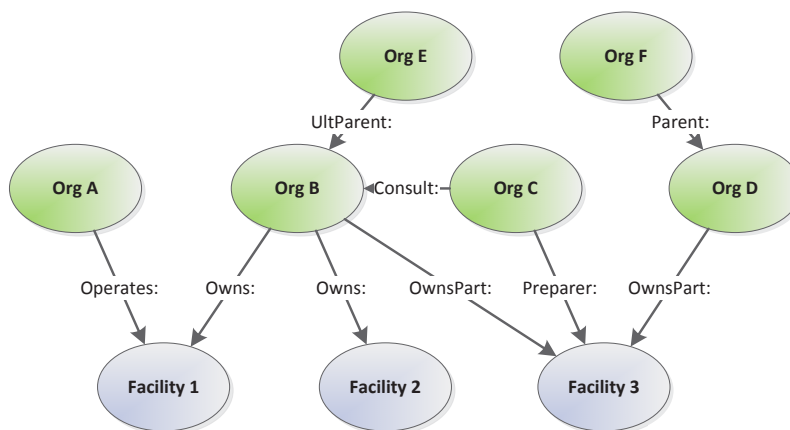 Org E
Org F
UltParent:
Parent:
Org A
Org B
Consult:
Org C
Org D
Operates:
Owns:
Owns:
OwnsPart:
Preparer:
OwnsPart:
Facility 1
Facility 2
Facility 3